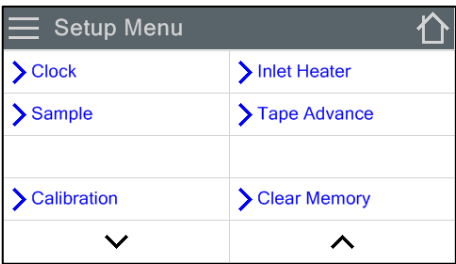 Setup Menu
Clock
Inlet Heater
Sample
Tape Advance
Calibration
Clear Memory